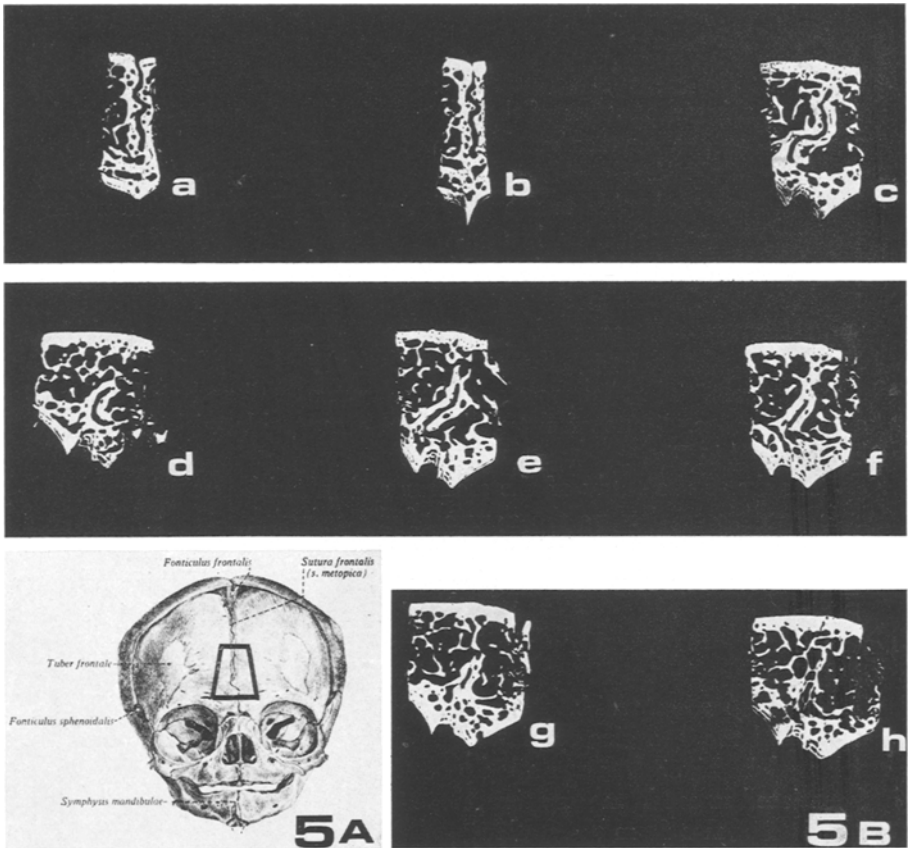 a
b
c
d
e
f
Fonticulus frontalis
Sutura frontalis
(s. metopica)
Tuber frontale
Fonticulus sphenoidalis
Symphysis mandibulae
5A
g
h
5B